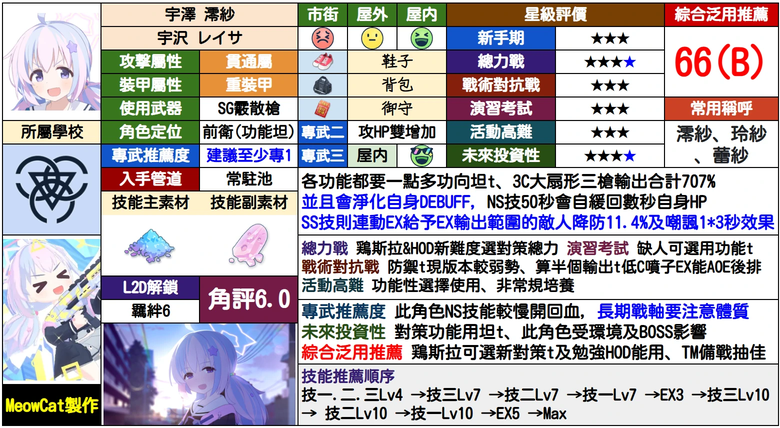 宇澤 澪紗
市街
屋外
屋内
星級評價
綜合泛用推薦
宇沢 レイサ
新手期
★★★
66(B)
攻擊屬性
貫通屬
鞋子
總力戰
★★★★
裝甲屬性
重裝甲
背包
戰術對抗戰
★★★
使用武器
SG霰散槍
御守
演習考試
★★★
常用稱呼
所屬學校
角色定位
前衛(功能坦)
專武二
攻HP雙增加
活動高難
★★★
澪紗、玲紗
、蕾紗
專武推薦度
建議至少專1
專武三
屋内
未來投資性
★★★★
入手管道
常駐池
各功能都要一點多功向坦t、3C大扇形三槍輸出合計707%
並且會淨化自身DEBUFF, NS技50秒會自緩回數秒自身HP
SS技則連動EX給予EX輸出範圍的敵人降防11.4%及嘲諷1*3秒效果
技能主素材
技能副素材
總力戰 鶏斯拉&HOD新難度選對策總力 演習考試 缺人可選用功能t
戰術對抗戰 防禦t現版本較弱勢、算半個輸出t低C噴子EX能AOE後排
活動高難 功能性選擇使用、非常規培養
L2D解鎖
羈絆6
角評6.0
專武推薦度 此角色NS技能較慢開回血, 長期戰軸要注意體質
未來投資性 對策功能用坦t、此角色受環境及BOSS影響
綜合泛用推薦 鶏斯拉可選新對策t及勉強HOD能用、TM備戰抽佳
技能推薦順序
技一.二.三Lv4 →技三Lv7 →技二Lv7 →技一Lv7 →EX3 →技三Lv10
→ 技二Lv10 →技一Lv10 →EX5 →Max
MeowCat製作